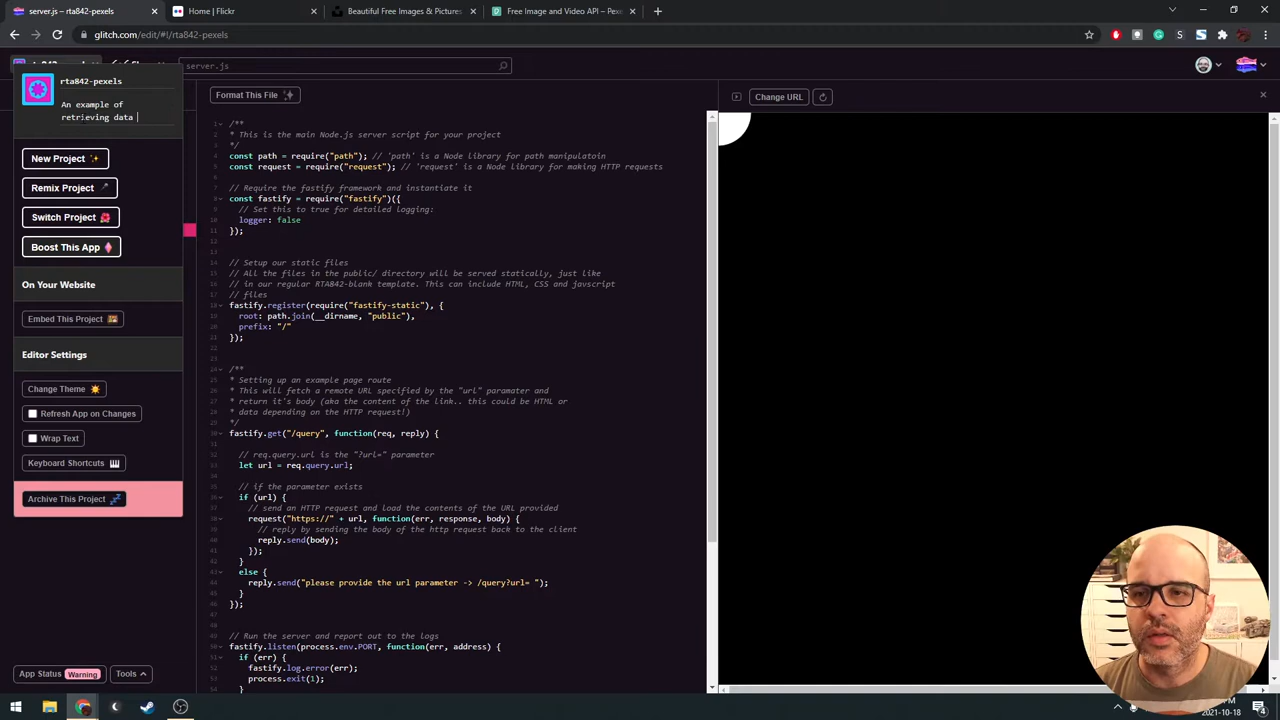 server.js – rta842-pexels
Home | Flickr
Beautiful Free Images & Pictures
Free Image and Video API – Pexe
glitch.com/edit/#!/rta842-pexels
server.js
rta842-pexels
An example of
retrieving data
New Project
Remix Project
Switch Project
Boost This App
On Your Website
Embed This Project
Editor Settings
Change Theme
Refresh App on Changes
Wrap Text
Keyboard Shortcuts
Archive This Project
App Status Warning
Tools
Format This File
/**
* This is the main Node.js server script for your project
*/
const path = require("path"); // 'path' is a Node library for path manipulatoin
const request = require("request"); // 'request' is a Node library for making HTTP requests
// Require the fastify framework and instantiate it
const fastify = require("fastify")({
// Set this to true for detailed logging:
logger: false
});
// Setup our static files
// All the files in the public/ directory will be served statically, just like
// in our regular RTA842-blank template. This can include HTML, CSS and javscript
// files
fastify.register(require("fastify-static"), {
root: path.join(__dirname, "public"),
prefix: "/"
});
/**
* Setting up an example page route
* This will fetch a remote URL specified by the "url" paramater and
* return it's body (aka the content of the link.. this could be HTML or
* data depending on the HTTP request!)
*/
fastify.get("/query", function(req, reply) {
// req.query.url is the "?url=" parameter
let url = req.query.url;
// if the parameter exists
if (url) {
// send an HTTP request and load the contents of the URL provided
request("https://" + url, function(err, response, body) {
// reply by sending the body of the http request back to the client
reply.send(body);
});
}
else {
reply.send("please provide the url parameter -> /query?url= ");
}
});
// Run the server and report out to the logs
fastify.listen(process.env.PORT, function(err, address) {
if (err) {
fastify.log.error(err);
process.exit(1);
}
Change URL
2021-10-18